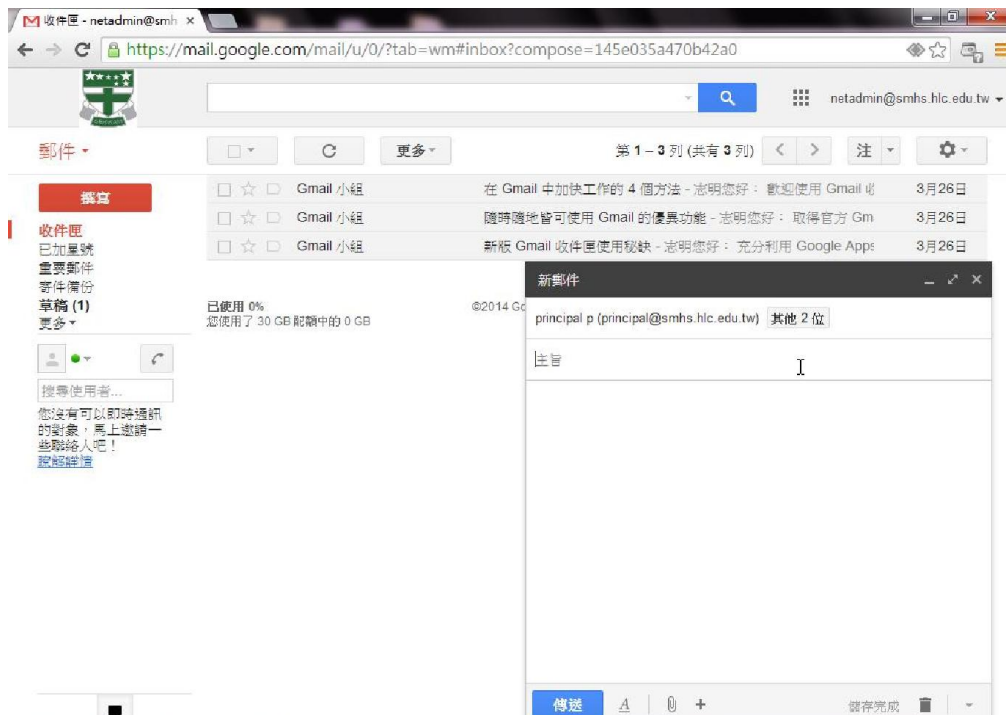 收件匣 - netadmin@smh
https://mail.google.com/mail/u/0/?tab=wm#inbox?compose=145e035a470b42a0
netadmin@smhs.hlc.edu.tw
郵件
更多
第 1 – 3 列 (共有 3 列)
注
撰寫
Gmail 小組
在 Gmail 中加快工作的 4 個方法 - 志明您好： 歡迎使用 Gmail 收
3月26日
Gmail 小組
隨時隨地皆可使用 Gmail 的優異功能 - 志明您好： 取得官方 Gm
3月26日
Gmail 小組
新版 Gmail 收件匣使用秘訣 - 志明您好： 充分利用 Google Apps
3月26日
收件匣
已加星號
重要郵件
寄件備份
草稿 (1)
更多
已使用 0%
您使用了 30 GB 配額中的 0 GB
©2014 Go
搜尋使用者...
您沒有可以即時通訊
的對象，馬上邀請一
些聯絡人吧！
瞭解詳情
新郵件
principal p (principal@smhs.hlc.edu.tw) 其他 2 位
主旨
傳送
儲存完成